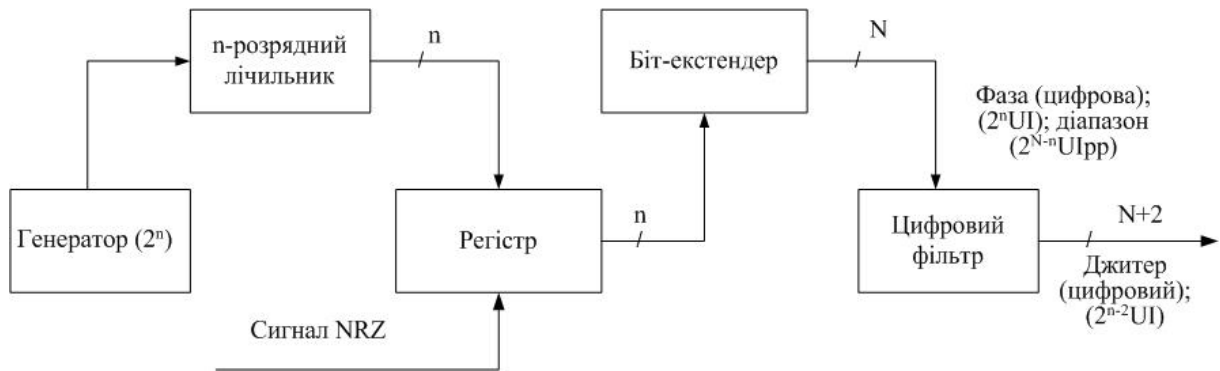 n-розрядний
лічильник
n
Біт-екстендер
N
Фаза (цифрова);
(2ⁿUI); діапазон
(2ᴺ⁻ⁿUIpp)
Генератор (2ⁿ)
Регістр
n
Цифровий
фільтр
N+2
Джитер
(цифровий);
(2ⁿ⁻²UI)
Сигнал NRZ